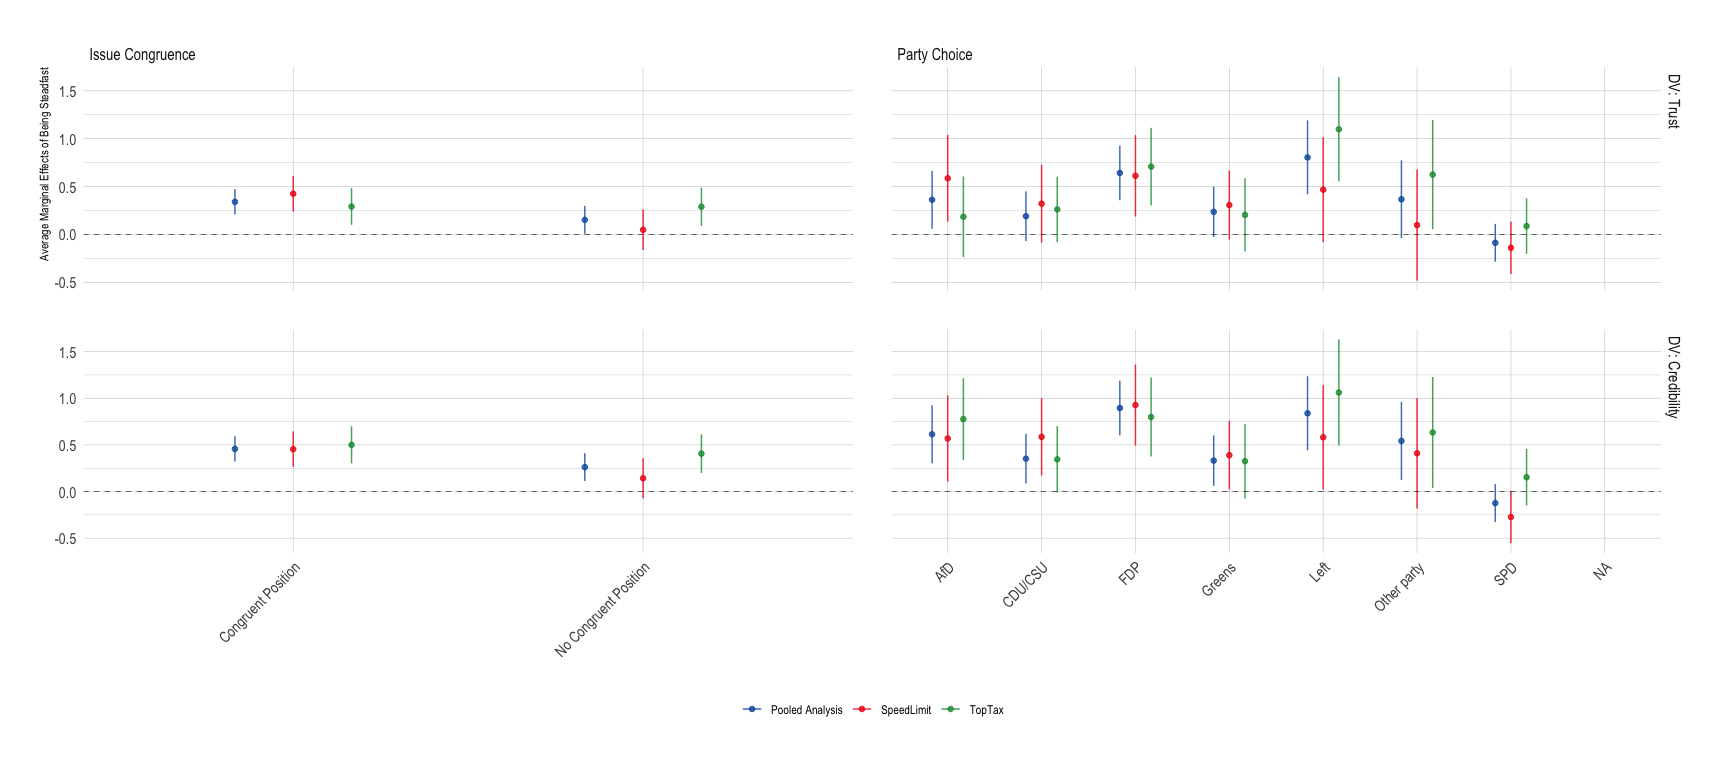 Issue Congruence
Party Choice
Average Marginal Effects of Being Steadfast
1.5
1.0
0.5
0.0
-0.5
DV: Trust
1.5
1.0
0.5
0.0
-0.5
DV: Credibility
Congruent Position
No Congruent Position
AfD
CDU/CSU
FDP
Greens
Left
Other party
SPD
NA
Pooled Analysis SpeedLimit TopTax